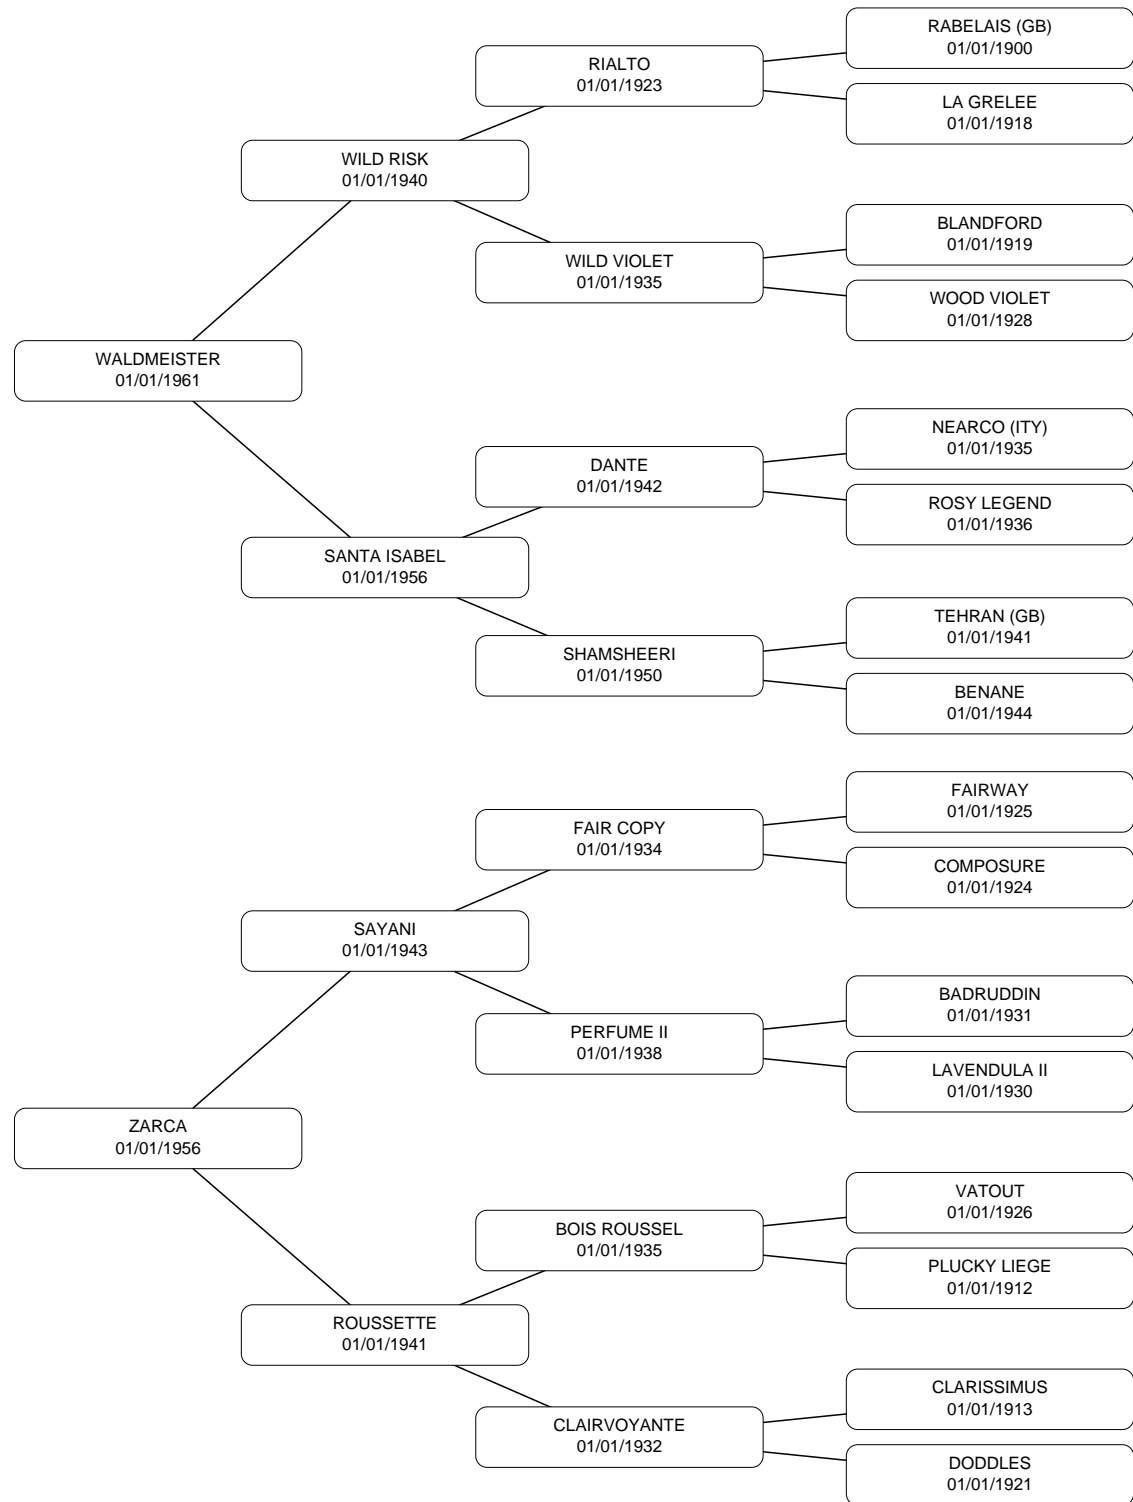 RABELAIS (GB)
01/01/1900
RIALTO
01/01/1923
LA GRELEE
01/01/1918
WILD RISK
01/01/1940
BLANDFORD
01/01/1919
WILD VIOLET
01/01/1935
WOOD VIOLET
01/01/1928
WALDMEISTER
01/01/1961
NEARCO (ITY)
01/01/1935
DANTE
01/01/1942
ROSY LEGEND
01/01/1936
SANTA ISABEL
01/01/1956
TEHRAN (GB)
01/01/1941
SHAMSHEERI
01/01/1950
BENANE
01/01/1944
FAIRWAY
01/01/1925
FAIR COPY
01/01/1934
COMPOSURE
01/01/1924
SAYANI
01/01/1943
BADRUDDIN
01/01/1931
PERFUME II
01/01/1938
LAVENDULA II
01/01/1930
ZARCA
01/01/1956
VATOUT
01/01/1926
BOIS ROUSSEL
01/01/1935
PLUCKY LIEGE
01/01/1912
ROUSSETTE
01/01/1941
CLARISSIMUS
01/01/1913
CLAIRVOYANTE
01/01/1932
DODDLES
01/01/1921